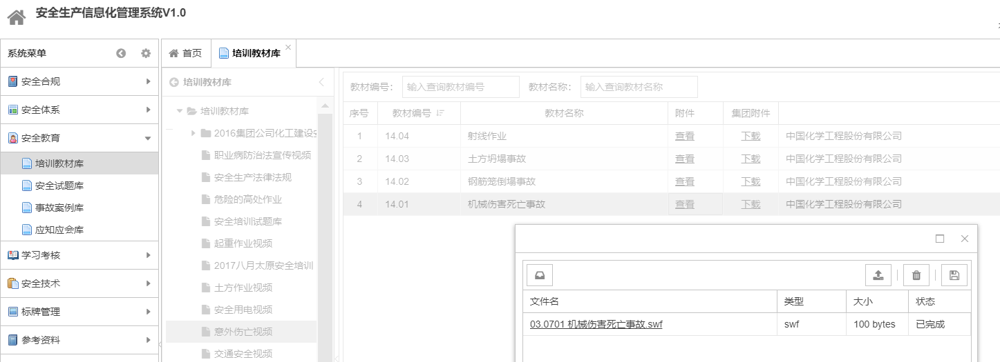 安全生产信息化管理系统V1.0
系统菜单
安全合规
安全体系
安全教育
培训教材库
安全试题库
事故案例库
应知应会库
学习考核
安全技术
标牌管理
参考资料
首页 培训教材库
培训教材库
培训教材库
2016集团公司化工建设
职业病防治法宣传视频
安全生产法律法规
危险的高处作业
安全培训试题库
起重作业视频
2017八月太原安全培训
土方作业视频
安全用电视频
意外伤亡视频
交通安全视频
教材编号: 输入查询教材编号 教材名称: 输入查询教材名称
序号 教材编号 教材名称 附件 集团附件
1 14.04 射线作业 查看 下载 中国化学工程股份有限公司
2 14.03 土方坍塌事故 查看 下载 中国化学工程股份有限公司
3 14.02 钢筋笼倒塌事故 查看 下载 中国化学工程股份有限公司
4 14.01 机械伤害死亡事故 查看 下载 中国化学工程股份有限公司
文件名 类型 大小 状态
03.0701 机械伤害死亡事故.swf swf 100 bytes 已完成